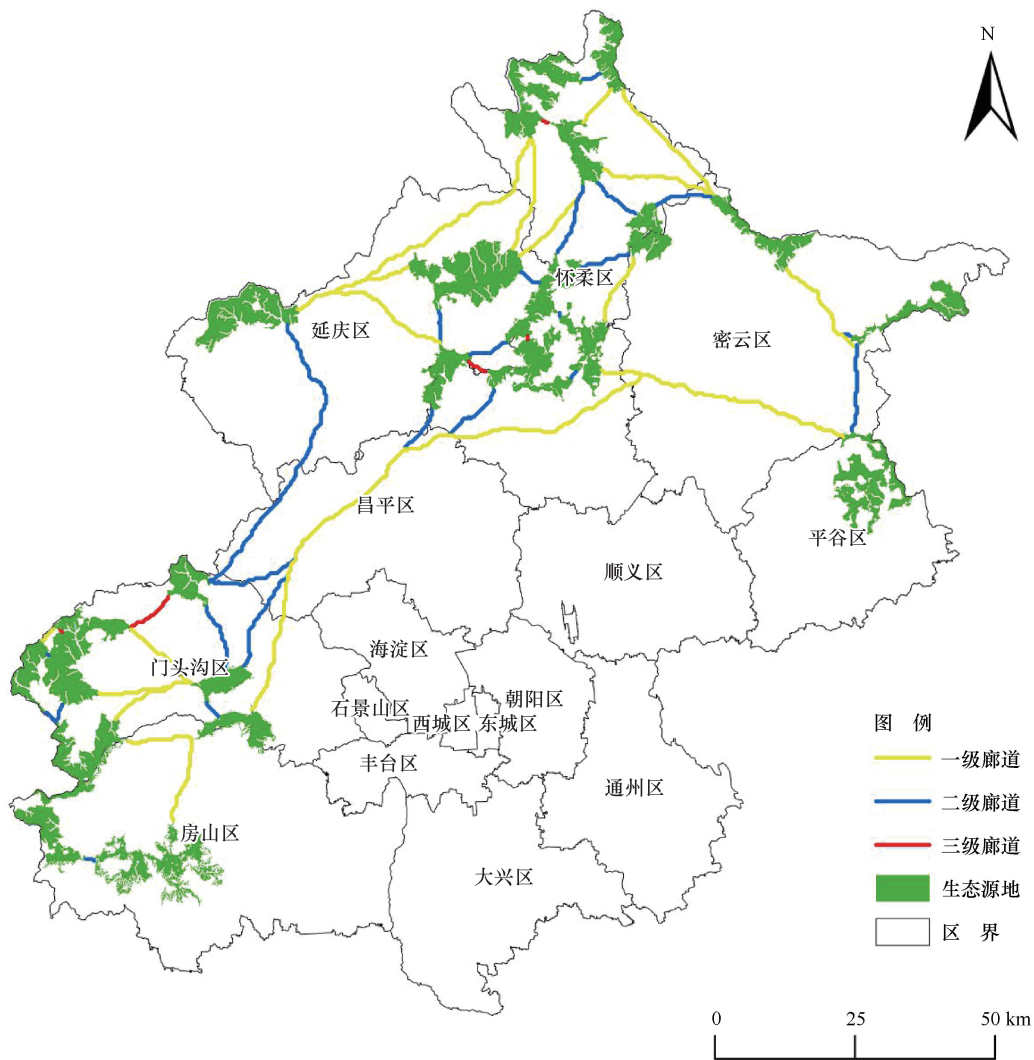 N
怀柔区
延庆区
密云区
昌平区
平谷区
顺义区
海淀区
门头沟区
朝阳区
石景山区
西城区
东城区
丰台区
通州区
房山区
大兴区
图 例
一级廊道
二级廊道
三级廊道
生态源地
区 界
0 25 50 km